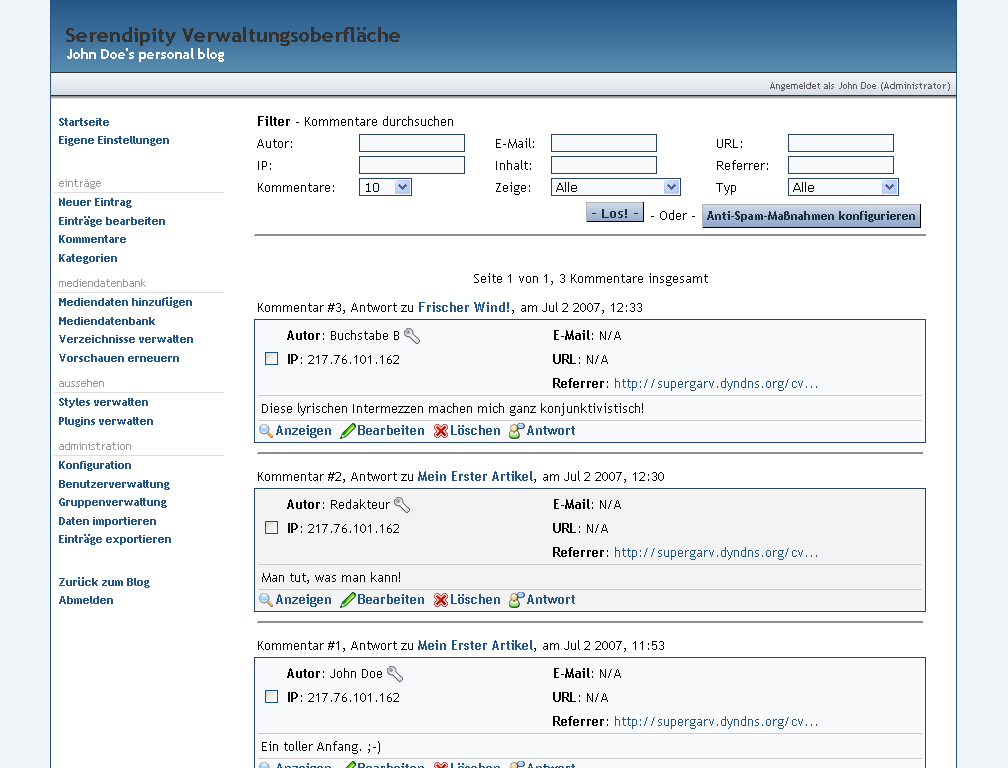 Serendipity Verwaltungsoberfläche
John Doe's personal blog
Angemeldet als John Doe (Administrator)
Startseite
Eigene Einstellungen
einträge
Neuer Eintrag
Einträge bearbeiten
Kommentare
Kategorien
mediendatenbank
Mediendaten hinzufügen
Mediendatenbank
Verzeichnisse verwalten
Vorschauen erneuern
aussehen
Styles verwalten
Plugins verwalten
administration
Konfiguration
Benutzerverwaltung
Gruppenverwaltung
Daten importieren
Einträge exportieren
Zurück zum Blog
Abmelden
Filter - Kommentare durchsuchen
Autor: E-Mail: URL:
IP: Inhalt: Referrer:
Kommentare: 10 Zeige: Alle Typ Alle
- Los! - - Oder - Anti-Spam-Maßnahmen konfigurieren
Seite 1 von 1, 3 Kommentare insgesamt
Kommentar #3, Antwort zu Frischer Wind!, am Jul 2 2007, 12:33
Autor: Buchstabe B E-Mail: N/A
IP: 217.76.101.162 URL: N/A
Referrer: http://supergarv.dyndns.org/cv...
Diese lyrischen Intermezzen machen mich ganz konjunktivistisch!
Anzeigen Bearbeiten Löschen Antwort
Kommentar #2, Antwort zu Mein Erster Artikel, am Jul 2 2007, 12:30
Autor: Redakteur E-Mail: N/A
IP: 217.76.101.162 URL: N/A
Referrer: http://supergarv.dyndns.org/cv...
Man tut, was man kann!
Anzeigen Bearbeiten Löschen Antwort
Kommentar #1, Antwort zu Mein Erster Artikel, am Jul 2 2007, 11:53
Autor: John Doe E-Mail: N/A
IP: 217.76.101.162 URL: N/A
Referrer: http://supergarv.dyndns.org/cv...
Ein toller Anfang. ;-)
Anzeigen Bearbeiten Löschen Antwort